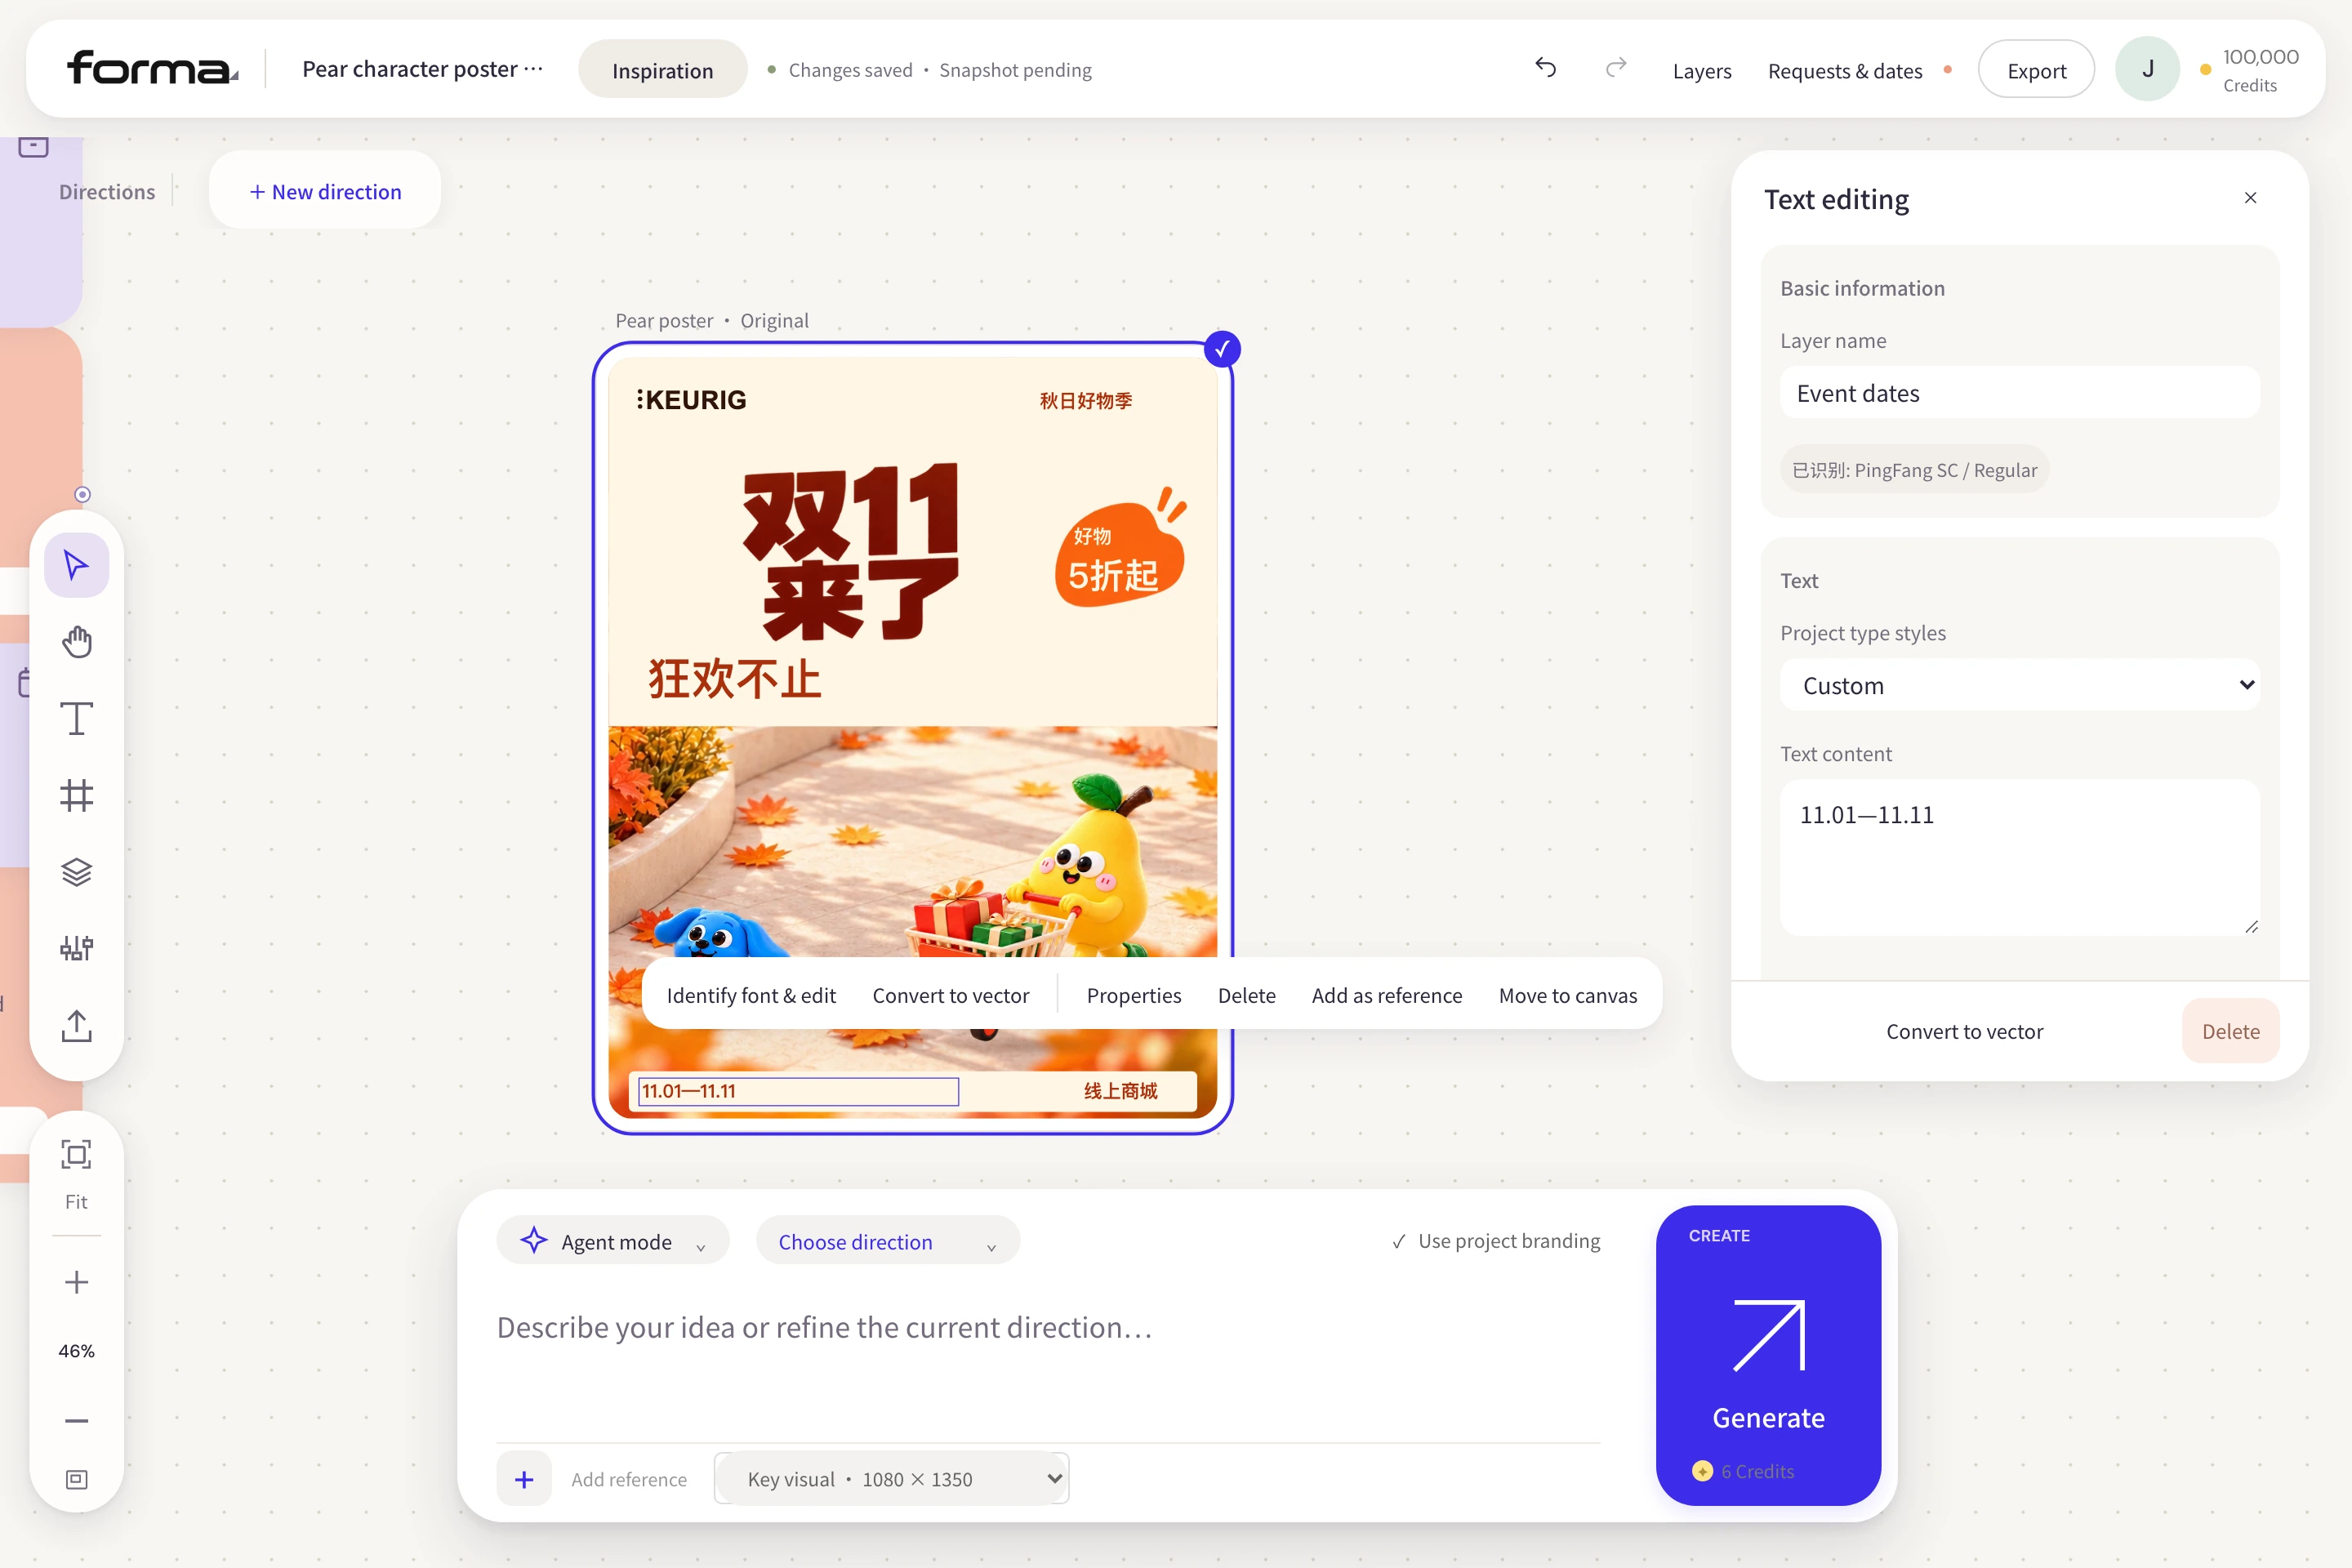 forma
Pear character poster ···
Inspiration
Changes saved • Snapshot pending
Layers
Requests & dates
Export
J
100,000
Credits
Directions
+ New direction
Pear poster • Original
KEURIG
秋日好物季
双11
来了
好物
5折起
狂欢不止
Identify font & edit
Convert to vector
Properties
Delete
Add as reference
Move to canvas
11.01—11.11
线上商城
Text editing
×
Basic information
Layer name
Event dates
已识别: PingFang SC / Regular
Text
Project type styles
Custom
Text content
11.01—11.11
Convert to vector
Delete
d
Fit
46%
Agent mode
Choose direction
✓ Use project branding
Describe your idea or refine the current direction…
Add reference
Key visual • 1080 × 1350
CREATE
Generate
6 Credits